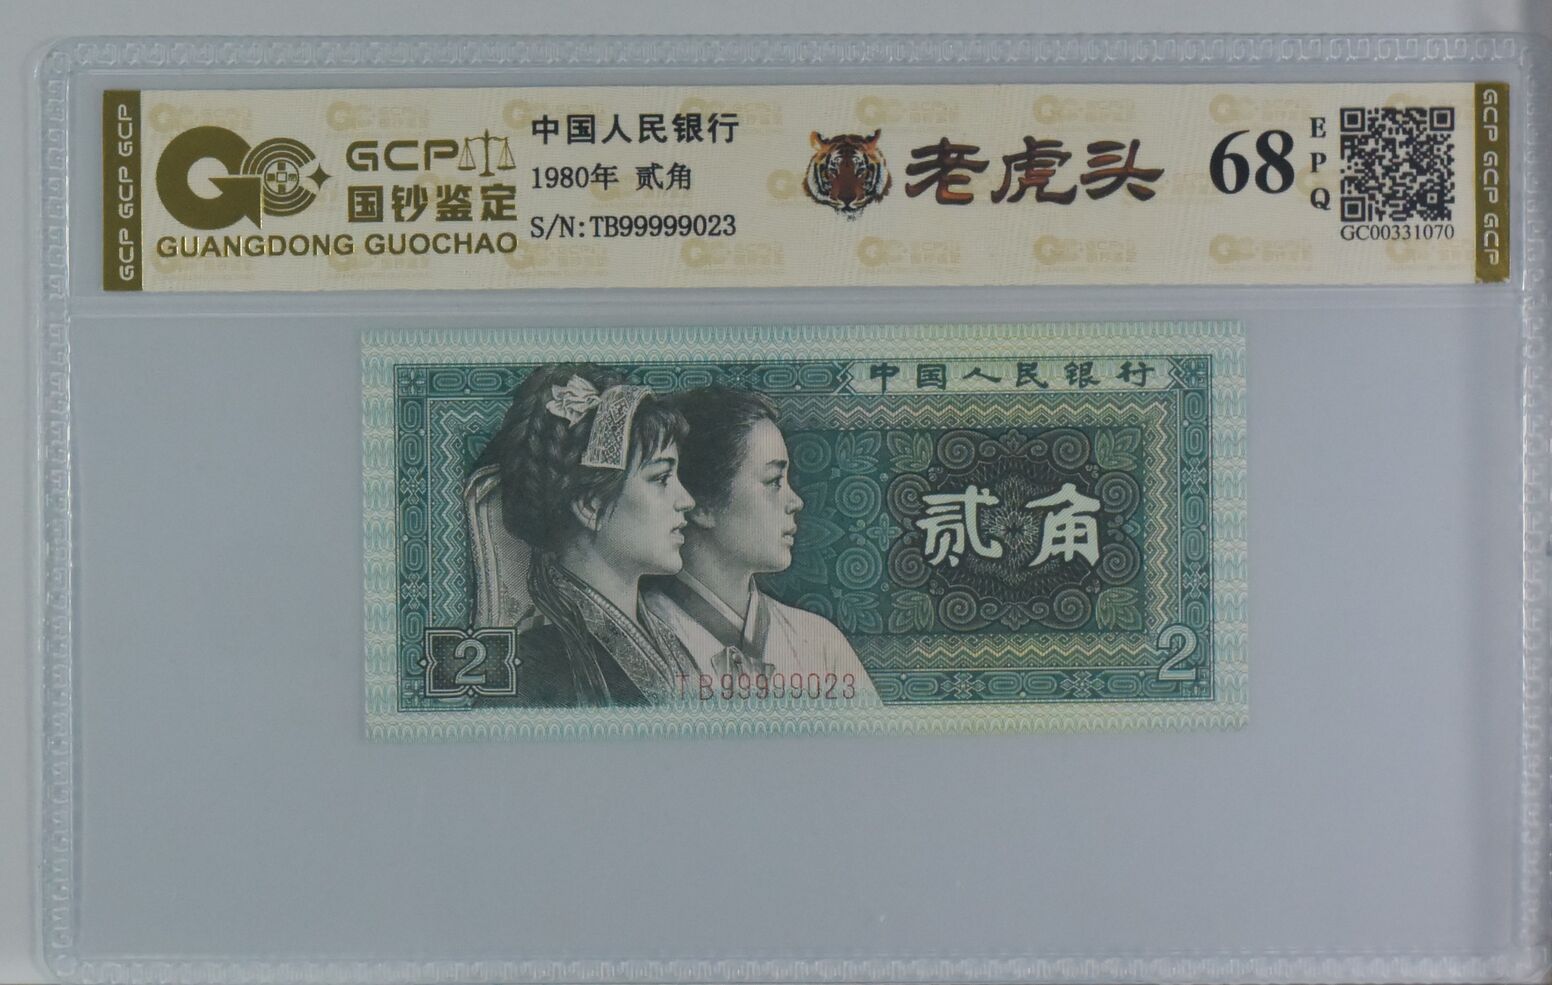 GCP GCP GCP
GCP
国钞鉴定
GUANGDONG GUOCHAO
中国人民银行
1980年 贰角
S/N:TB99999023
老虎头
68
EPQ
GC00331070
GCP GCP GCP
中国人民银行
贰角
2
2
TB99999023